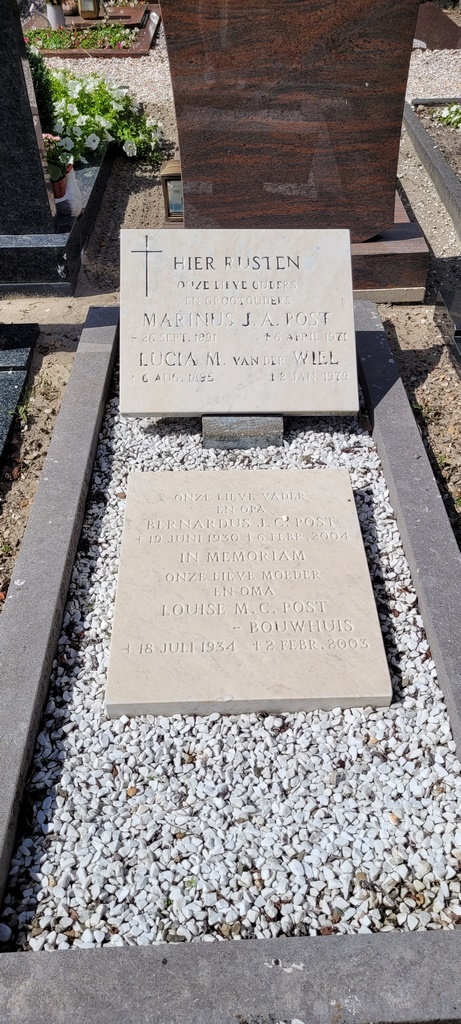 HIER RUSTEN
ONZE LIEVE OUDERS
EN GROOTOUDERS
MARINUS J. A. POST
* 26 SEPT. 1891 † 6 APRIL 1971
LUCIA M. VAN DER WIEL
* 6 AUG. 1895 † 2 JAN. 1979
ONZE LIEVE VADER
EN OPA
BERNARDUS J. C. POST
* 19 JUNI 1930 † 6 FEBR. 2004
IN MEMORIAM
ONZE LIEVE MOEDER
EN OMA
LOUISE M. C. POST
- BOUWHUIS
* 18 JULI 1934 † 2 FEBR. 2003